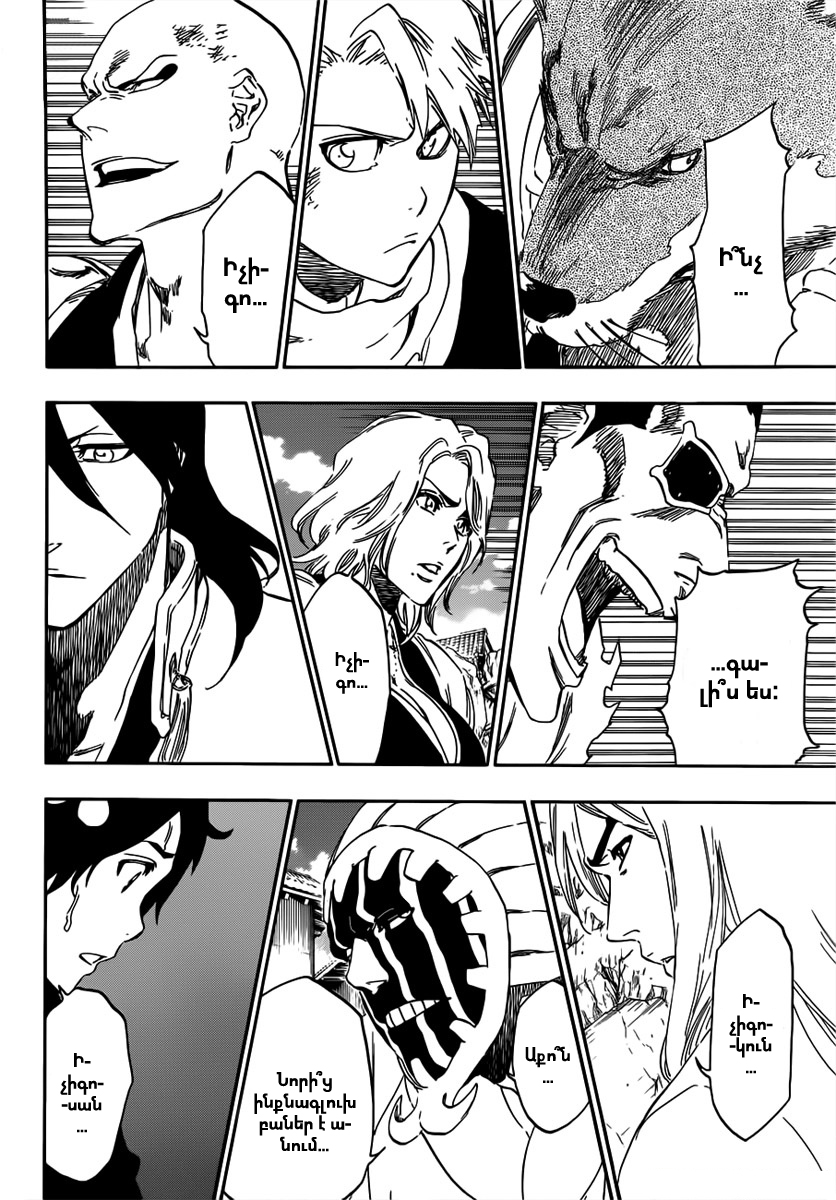 Ի՞նչ
...
Իչի-
գո...
...գա-
լի՞ս ես:
Իչի-
գո...
Ի-
չիգո-
-կուն
...
Աքո՞ն
...
Նորի՞ց
ինքնագլուխ
բաներ է ա-
նում...
Ի-
չիգո-
-սան
...